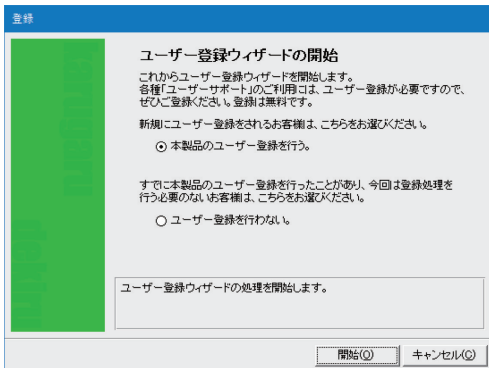 登録
ユーザー登録ウィザードの開始
これからユーザー登録ウィザードを開始します。
各種「ユーザーサポート」のご利用には、ユーザー登録が必要ですので、
ぜひご登録ください。登録は無料です。
新規にユーザー登録をされるお客様は、こちらをお選びください。
本製品のユーザー登録を行う。
すでに本製品のユーザー登録を行ったことがあり、今回は登録処理を
行う必要のないお客様は、こちらをお選びください。
ユーザー登録を行わない。
ユーザー登録ウィザードの処理を開始します。
開始(O)
キャンセル(C)